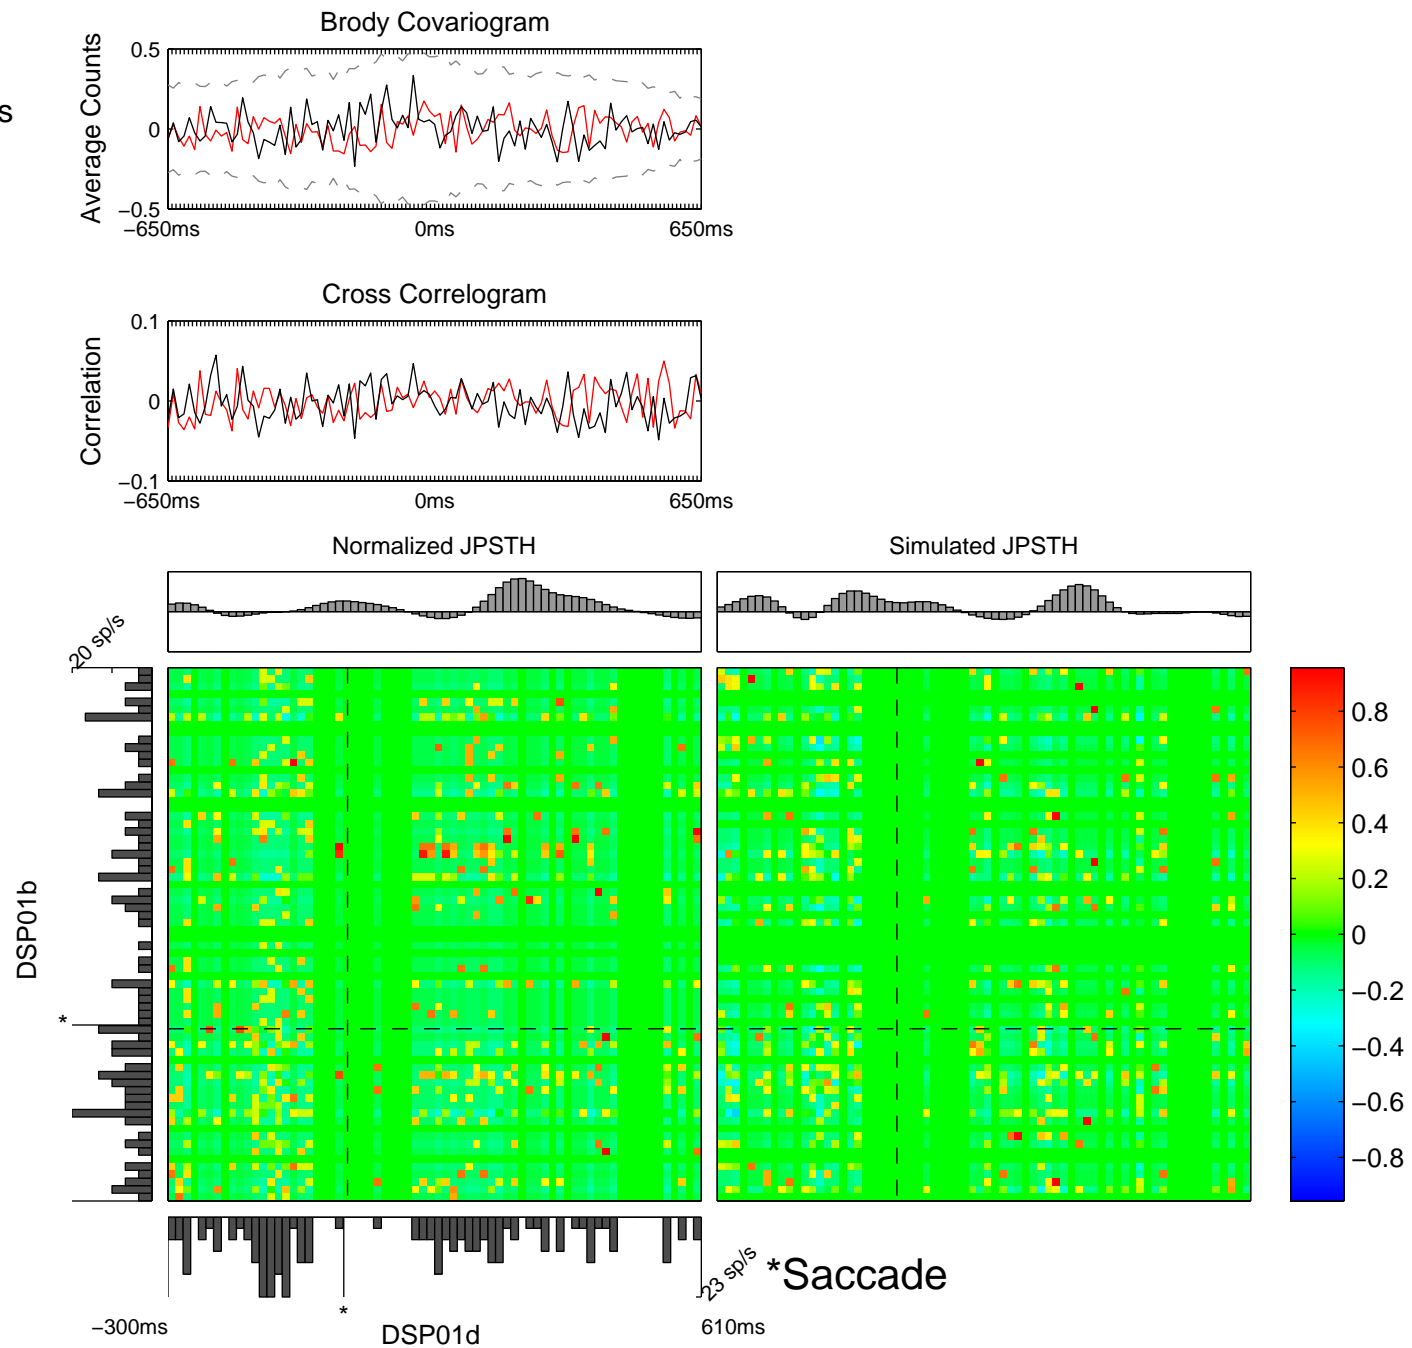 Brody Covariogram
s
Average Counts
0.5
0
−0.5
−650ms
0ms
650ms
Cross Correlogram
Correlation
0.1
0
−0.1
−650ms
0ms
650ms
Normalized JPSTH
Simulated JPSTH
20 sp/s
DSP01b
*
0.8
0.6
0.4
0.2
0
−0.2
−0.4
−0.6
−0.8
23 sp/s
*Saccade
*
−300ms
DSP01d
610ms